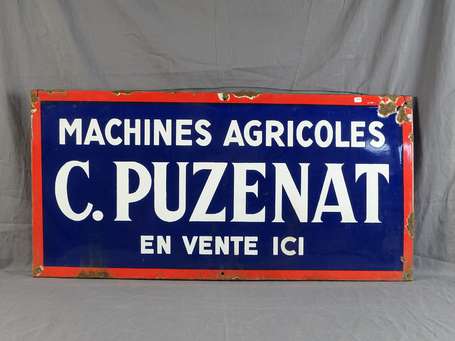 MACHINES AGRICOLES
C. PUZENAT
EN VENTE ICI